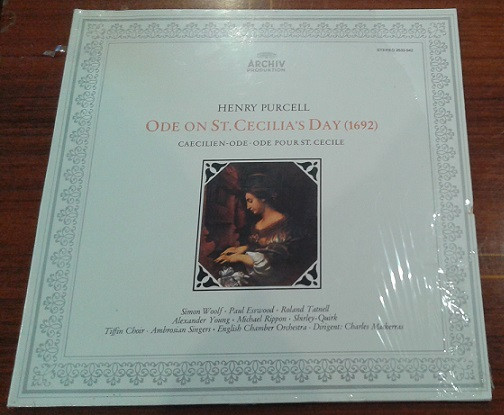 ARCHIV
PRODUKTION
HENRY PURCELL
ODE ON ST. CECILIA'S DAY (1692)
CAECILIEN-ODE · ODE POUR ST. CECILE
Simon Woolf · Paul Esswood · Roland Tatnell
Alexander Young · Michael Rippon · Shirley-Quirk
Tiffin Choir · Ambrosian Singers · English Chamber Orchestra · Dirigent: Charles Mackerras